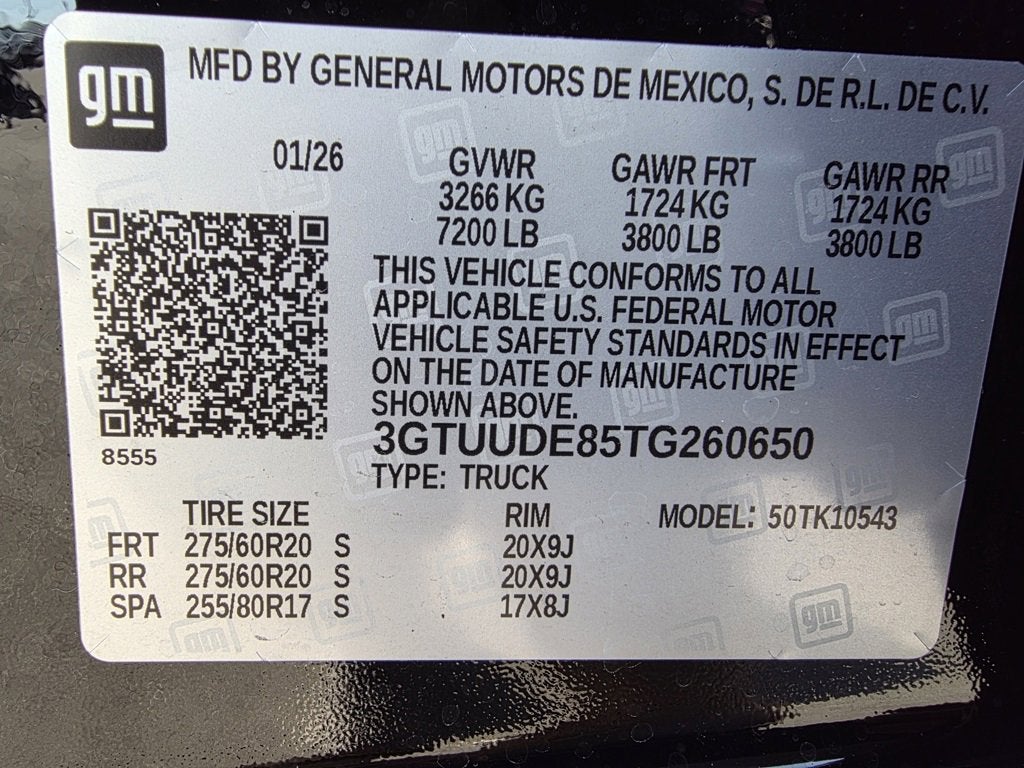 gm
MFD BY GENERAL MOTORS DE MEXICO, S. DE R.L. DE C.V.
01/26 GVWR GAWR FRT GAWR RR
3266 KG 1724 KG 1724 KG
7200 LB 3800 LB 3800 LB
THIS VEHICLE CONFORMS TO ALL
APPLICABLE U.S. FEDERAL MOTOR
VEHICLE SAFETY STANDARDS IN EFFECT
ON THE DATE OF MANUFACTURE
SHOWN ABOVE.
3GTUUDE85TG260650
8555
TYPE: TRUCK
TIRE SIZE RIM MODEL: 50TK10543
FRT 275/60R20 S 20X9J
RR 275/60R20 S 20X9J
SPA 255/80R17 S 17X8J
gm